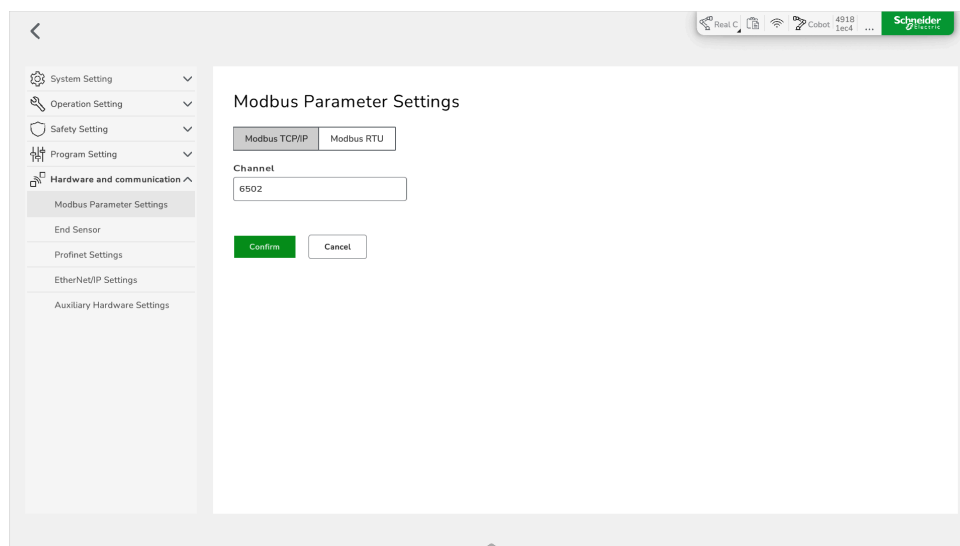 Real C
Cobot
4918
1ec4
...
Schneider
Electric
System Setting
Operation Setting
Safety Setting
Program Setting
Hardware and communication
Modbus Parameter Settings
End Sensor
Profinet Settings
EtherNet/IP Settings
Auxiliary Hardware Settings
Modbus Parameter Settings
Modbus TCP/IP Modbus RTU
Channel
6502
Confirm Cancel